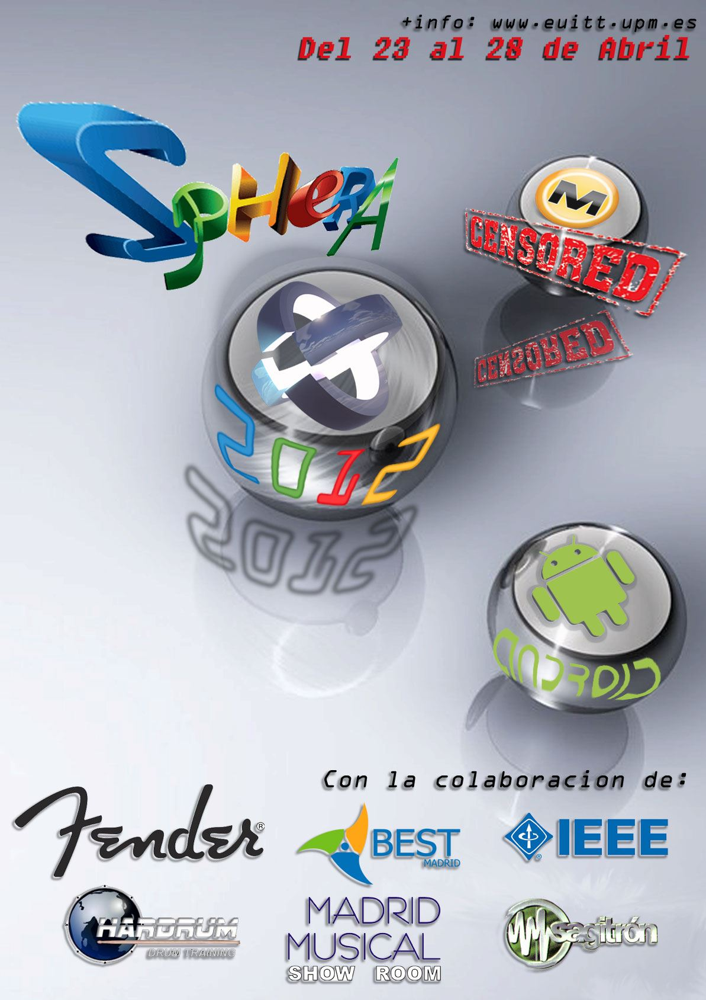 +info: www.euitt.upm.es
Del 23 al 28 de Abril
SpHeRA
M
CENSORED
CENSORED
2012
2012
ANDROID
Con la colaboracion de:
Fender®
BEST
MADRID
IEEE
®
HARDRUM
DRUM TRAINING
MADRID
MUSICAL
SHOW ROOM
sagitrón